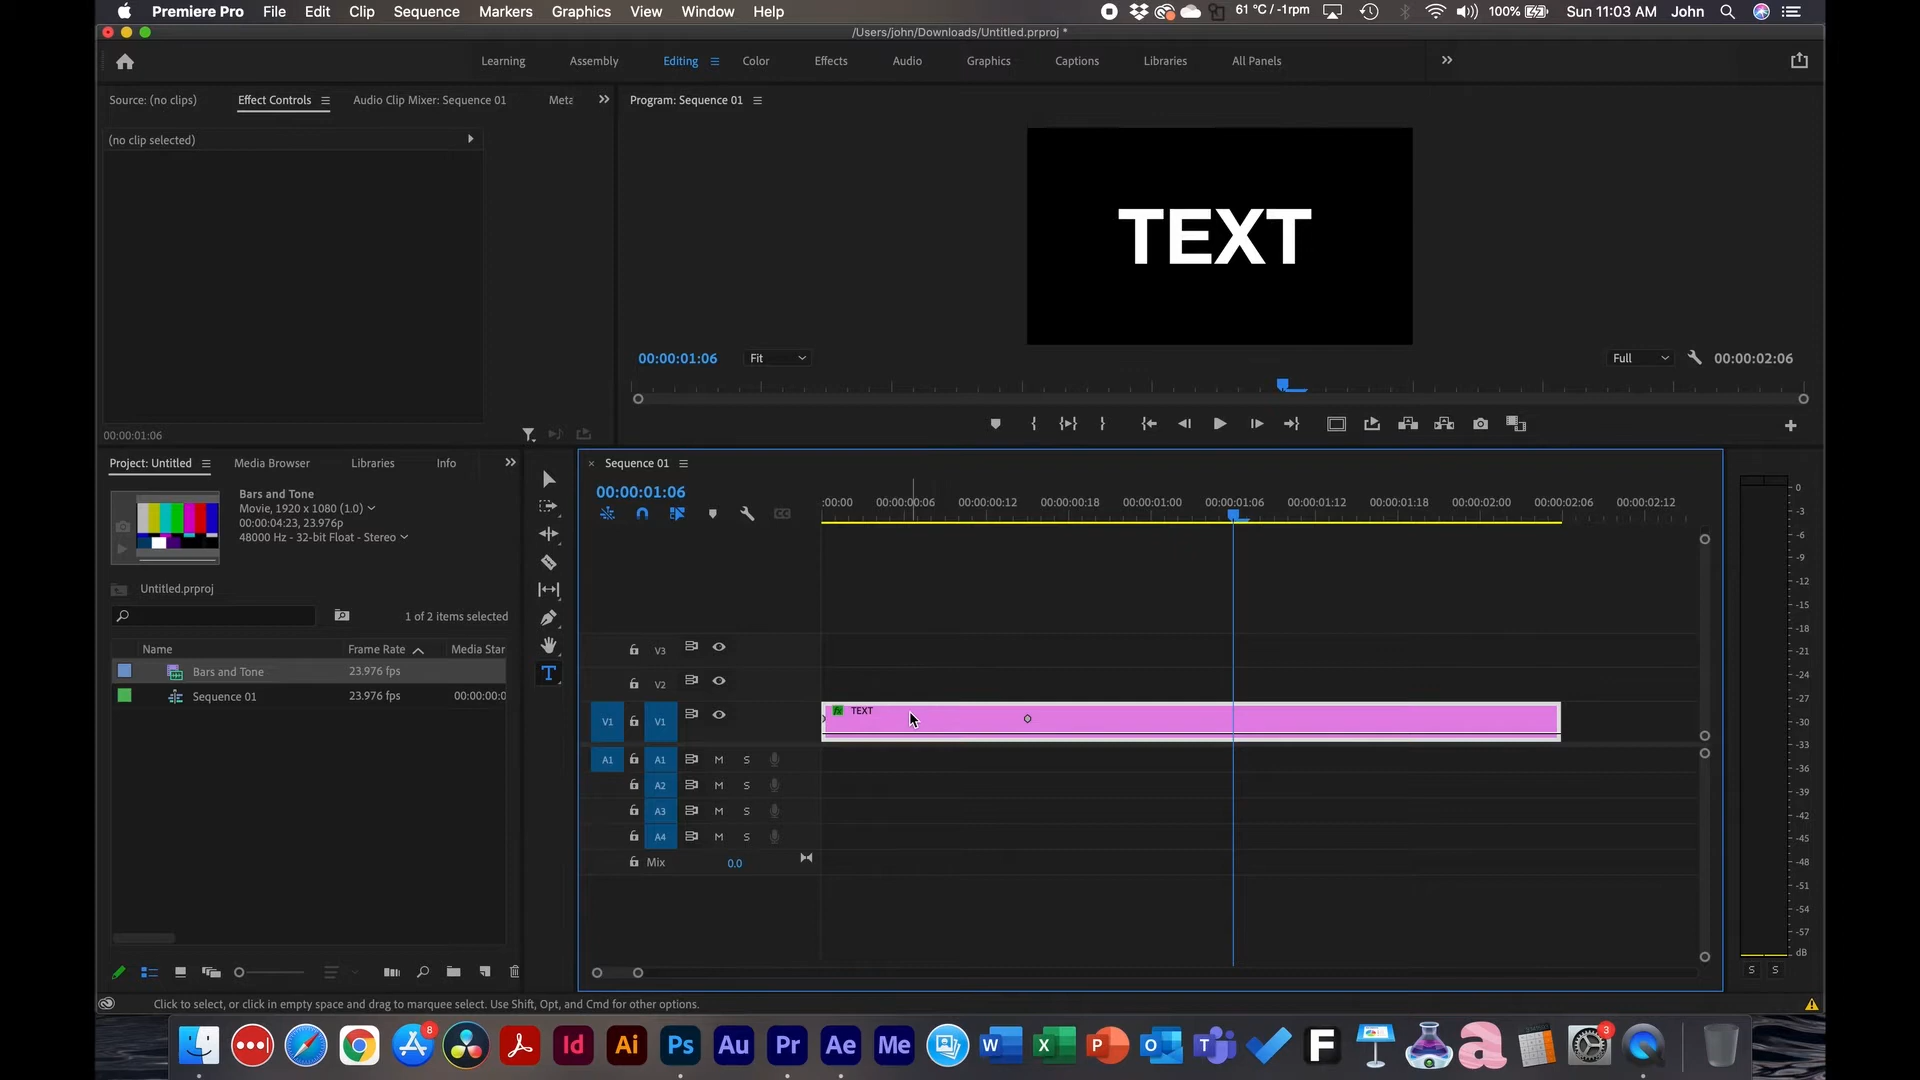 Premiere Pro File Edit Clip Sequence Markers Graphics View Window Help 61 °C / -1rpm 100% Sun 11:03 AM John
/Users/john/Downloads/Untitled.prproj *
Learning Assembly Editing Color Effects Audio Graphics Captions Libraries All Panels
Source: (no clips) Effect Controls Audio Clip Mixer: Sequence 01 Meta
Program: Sequence 01
(no clip selected)
TEXT
00:00:01:06 Fit Full 00:00:02:06
00:00:01:06
Project: Untitled Media Browser Libraries Info
Bars and Tone
Movie, 1920 x 1080 (1.0)
00:00:04:23, 23.976p
48000 Hz - 32-bit Float - Stereo
Untitled.prproj
1 of 2 items selected
Name Frame Rate Media Star
Bars and Tone 23.976 fps
Sequence 01 23.976 fps 00:00:00:0
T
Sequence 01
00:00:01:06
:00:00 00:00:00:06 00:00:00:12 00:00:00:18 00:00:01:00 00:00:01:06 00:00:01:12 00:00:01:18 00:00:02:00 00:00:02:06 00:00:02:12
V3
V2
V1 V1 fx TEXT
A1 A1 M S
A2 M S
A3 M S
A4 M S
Mix 0.0
0
-3
-6
-9
-12
-15
-18
-21
-24
-27
-30
-33
-36
-39
-42
-45
-48
-51
-54
-57
dB
S S
Click to select, or click in empty space and drag to marquee select. Use Shift, Opt, and Cmd for other options.
8 Id Ai Ps Au Pr Ae Me W X P O T F a 3